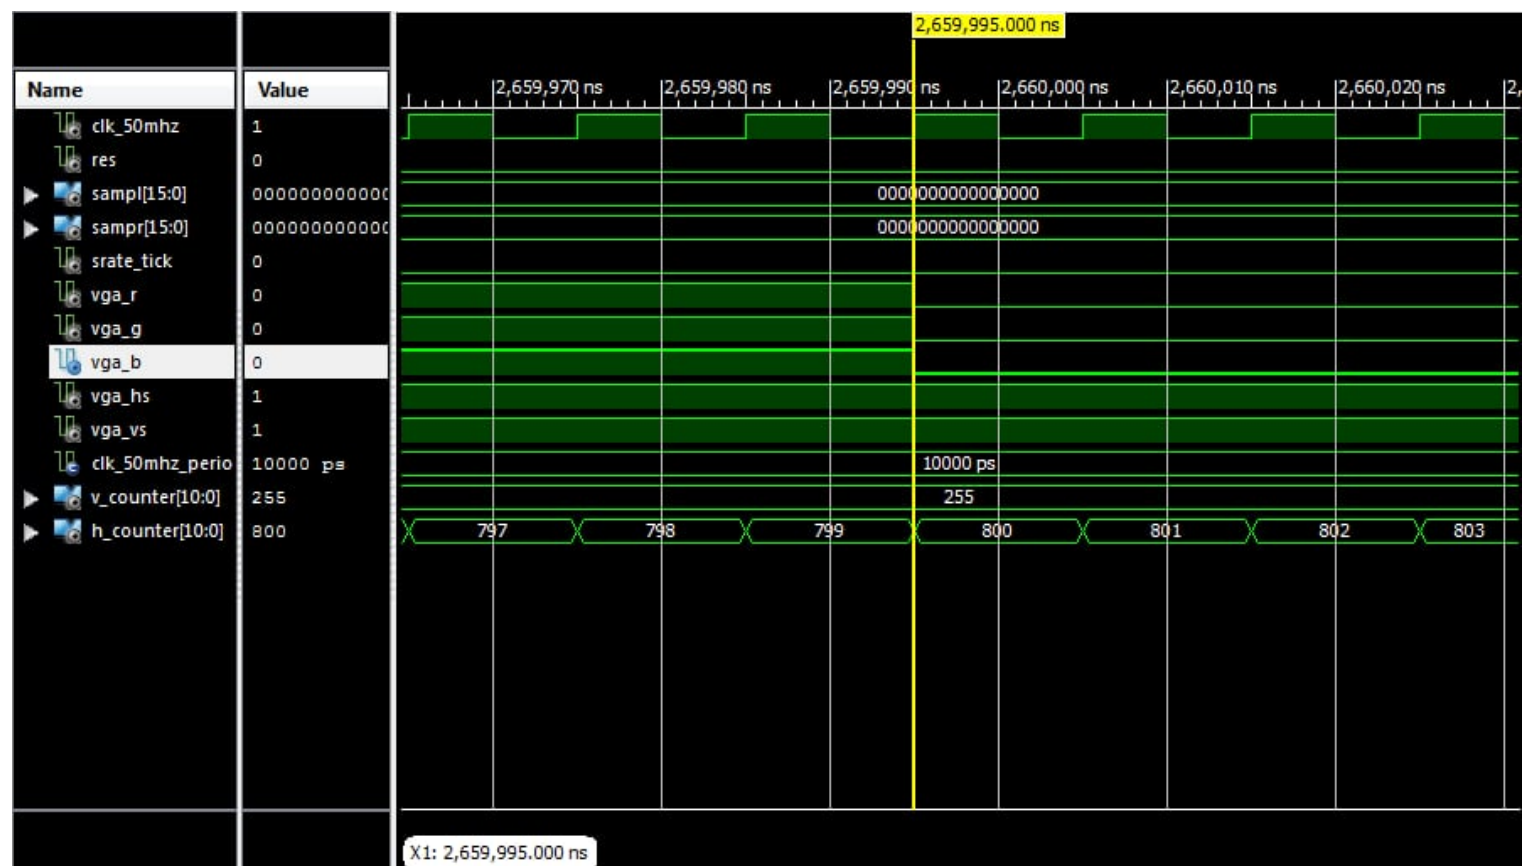 2,659,995.000 ns
Name Value 2,659,970 ns 2,659,980 ns 2,659,990 ns 2,660,000 ns 2,660,010 ns 2,660,020 ns 2,
clk_50mhz 1
res 0
sampl[15:0] 000000000000 0000000000000000
sampr[15:0] 000000000000 0000000000000000
srate_tick 0
vga_r 0
vga_g 0
vga_b 0
vga_hs 1
vga_vs 1
clk_50mhz_perio 10000 ps 10000 ps
v_counter[10:0] 255 255
h_counter[10:0] 800 797 798 799 800 801 802 803
X1: 2,659,995.000 ns